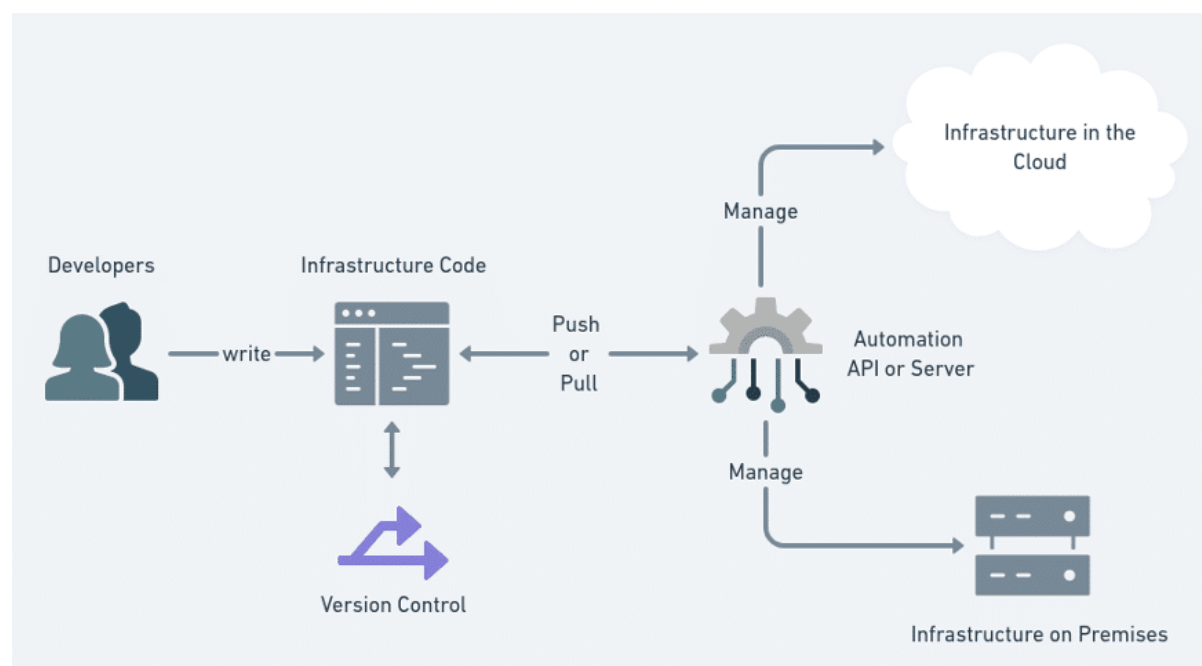 Developers
write
Infrastructure Code
Version Control
Push
or
Pull
Automation
API or Server
Manage
Infrastructure in the
Cloud
Manage
Infrastructure on Premises